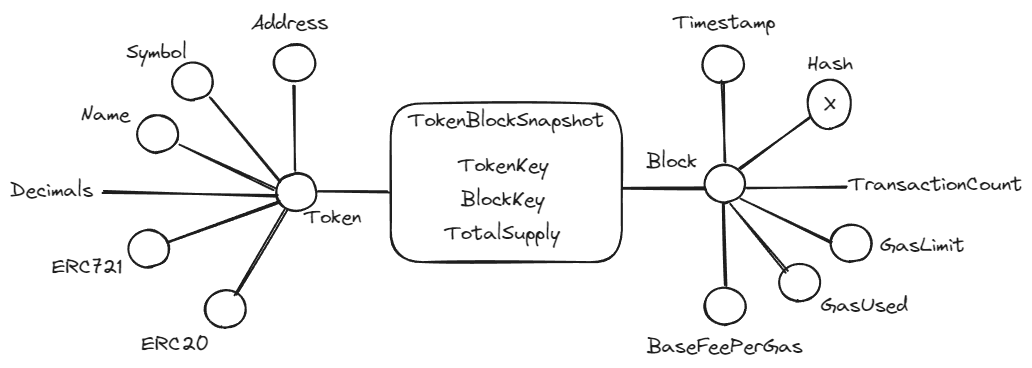 Address
Symbol
Name
Decimals
Token
ERC721
ERC20
TokenBlockSnapshot
TokenKey
BlockKey
TotalSupply
Timestamp
Hash
X
Block
TransactionCount
GasLimit
GasUsed
BaseFeePerGas